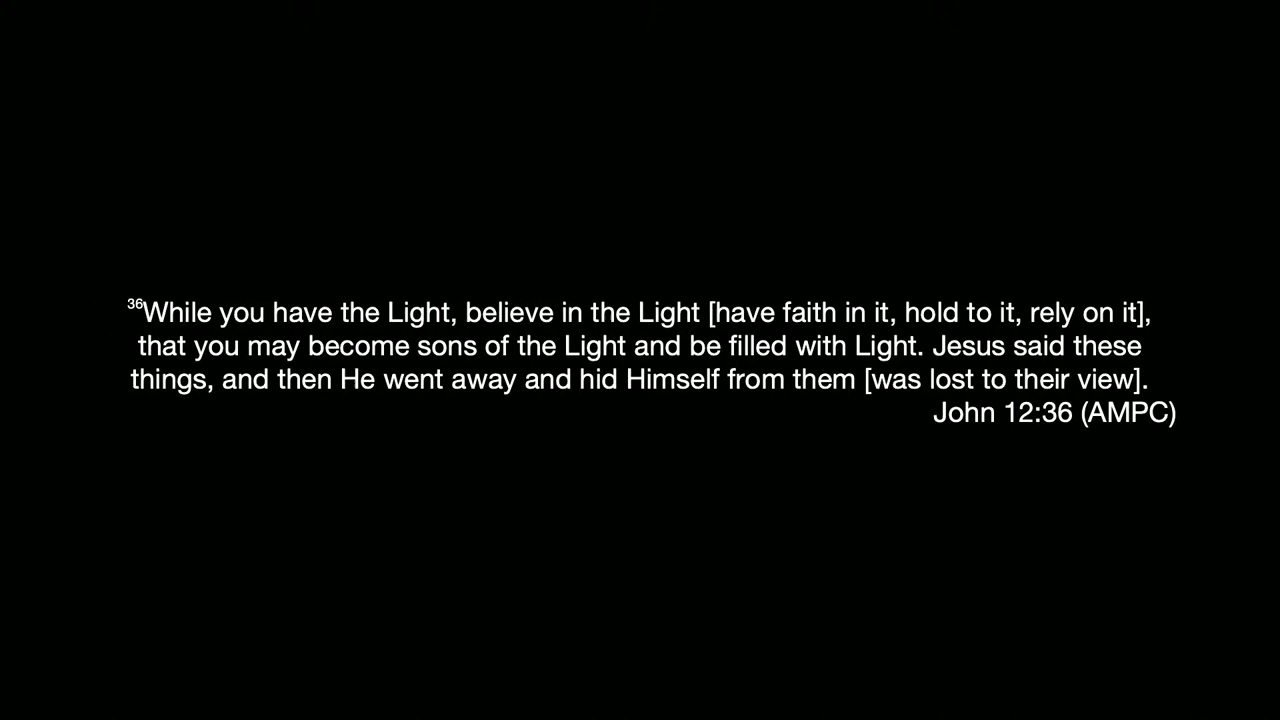 36While you have the Light, believe in the Light [have faith in it, hold to it, rely on it],
that you may become sons of the Light and be filled with Light. Jesus said these
things, and then He went away and hid Himself from them [was lost to their view].
John 12:36 (AMPC)